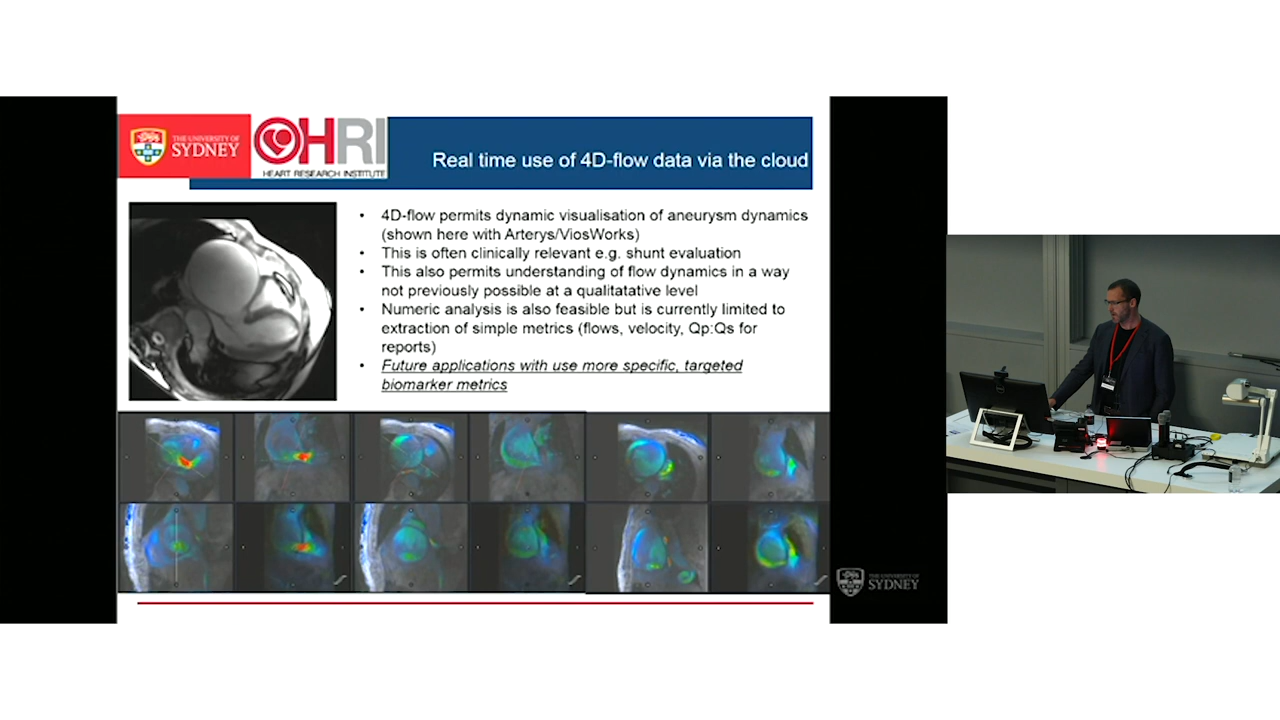 THE UNIVERSITY OF
SYDNEY
HRI
HEART RESEARCH INSTITUTE
Real time use of 4D-flow data via the cloud
• 4D-flow permits dynamic visualisation of aneurysm dynamics
(shown here with Arterys/ViosWorks)
• This is often clinically relevant e.g. shunt evaluation
• This also permits understanding of flow dynamics in a way
not previously possible at a qualitatative level
• Numeric analysis is also feasible but is currently limited to
extraction of simple metrics (flows, velocity, Qp:Qs for
reports)
• Future applications with use more specific, targeted
biomarker metrics
THE UNIVERSITY OF
SYDNEY